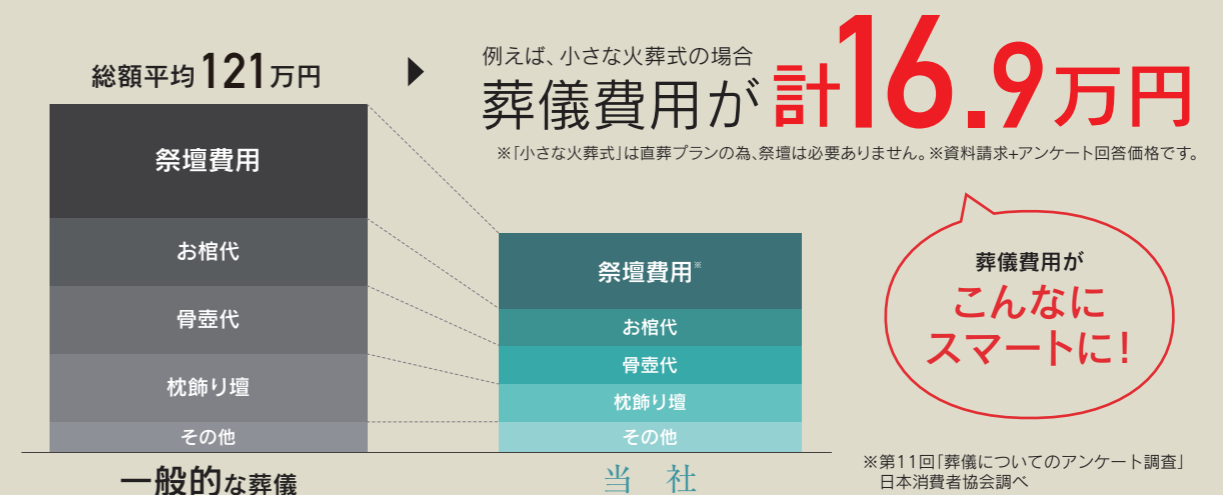 総額平均121万円
例えば、小さな火葬式の場合
葬儀費用が計16.9万円
※「小さな火葬式」は直葬プランの為、祭壇は必要ありません。※資料請求+アンケート回答価格です。
祭壇費用
お棺代
骨壺代
枕飾り壇
その他
一般的な葬儀
祭壇費用※
お棺代
骨壺代
枕飾り壇
その他
当 社
葬儀費用が
こんなに
スマートに!
※第11回「葬儀についてのアンケート調査」
日本消費者協会調べ